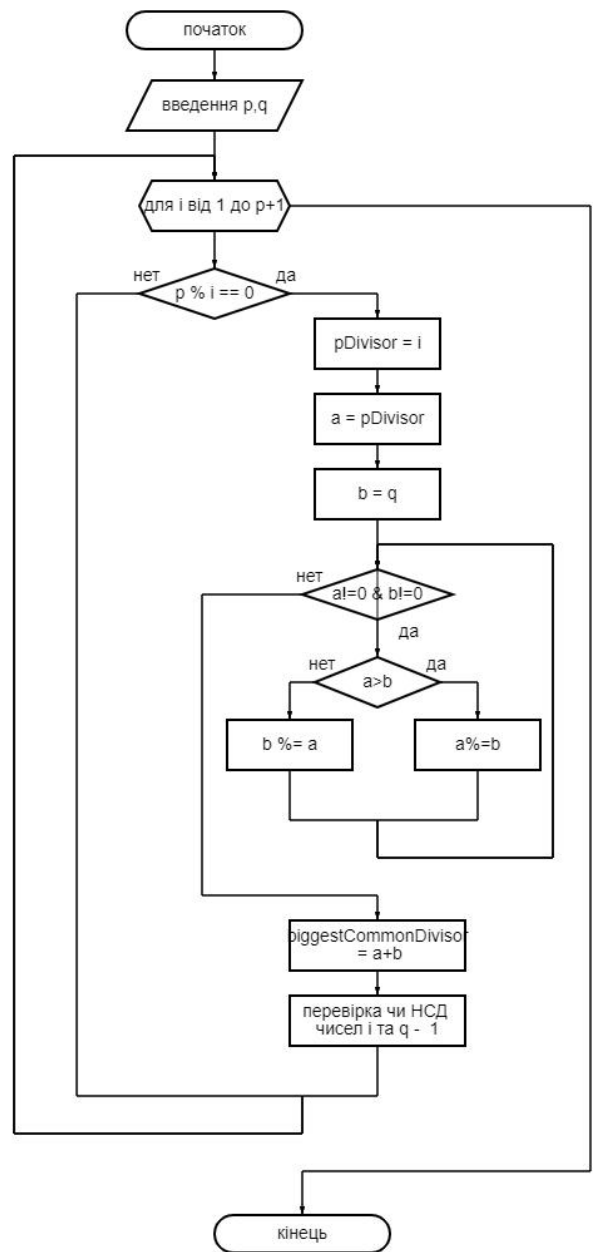 початок
введення p,q
для i від 1 до p+1
нет
да
p % i == 0
pDivisor = i
a = pDivisor
b = q
нет
a!=0 & b!=0
да
нет
да
a>b
b %= a
a%=b
biggestCommonDivisor
= a+b
перевірка чи НСД
чисел i та q - 1
кінець